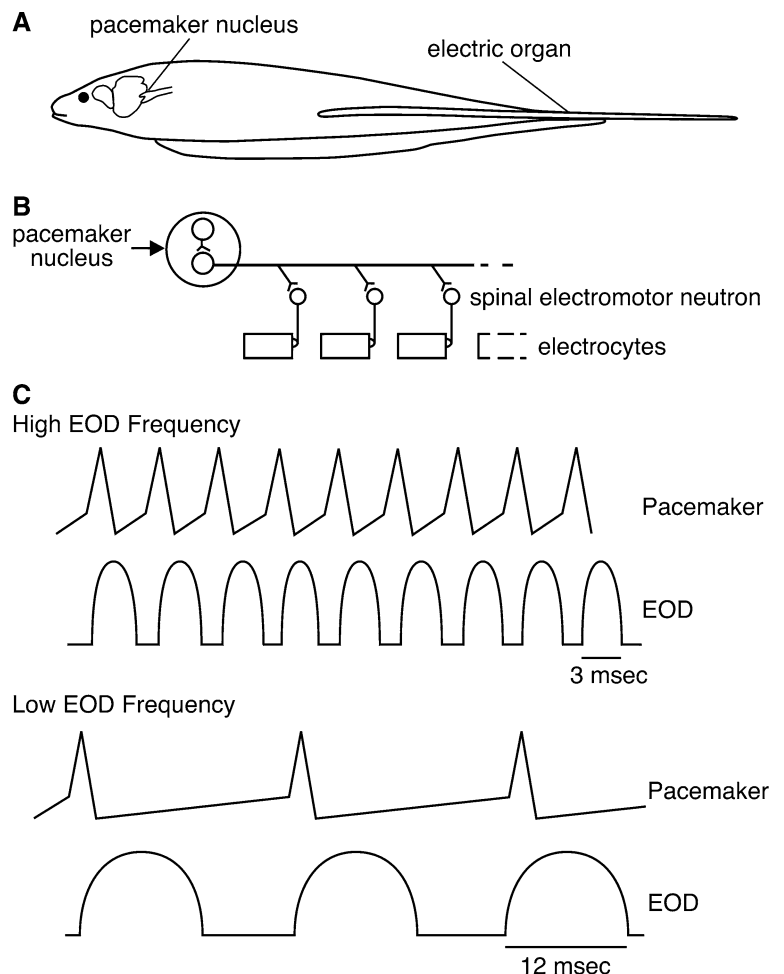 A
pacemaker nucleus
electric organ
B
pacemaker
nucleus
spinal electromotor neutron
electrocytes
C
High EOD Frequency
Pacemaker
EOD
3 msec
Low EOD Frequency
Pacemaker
EOD
12 msec